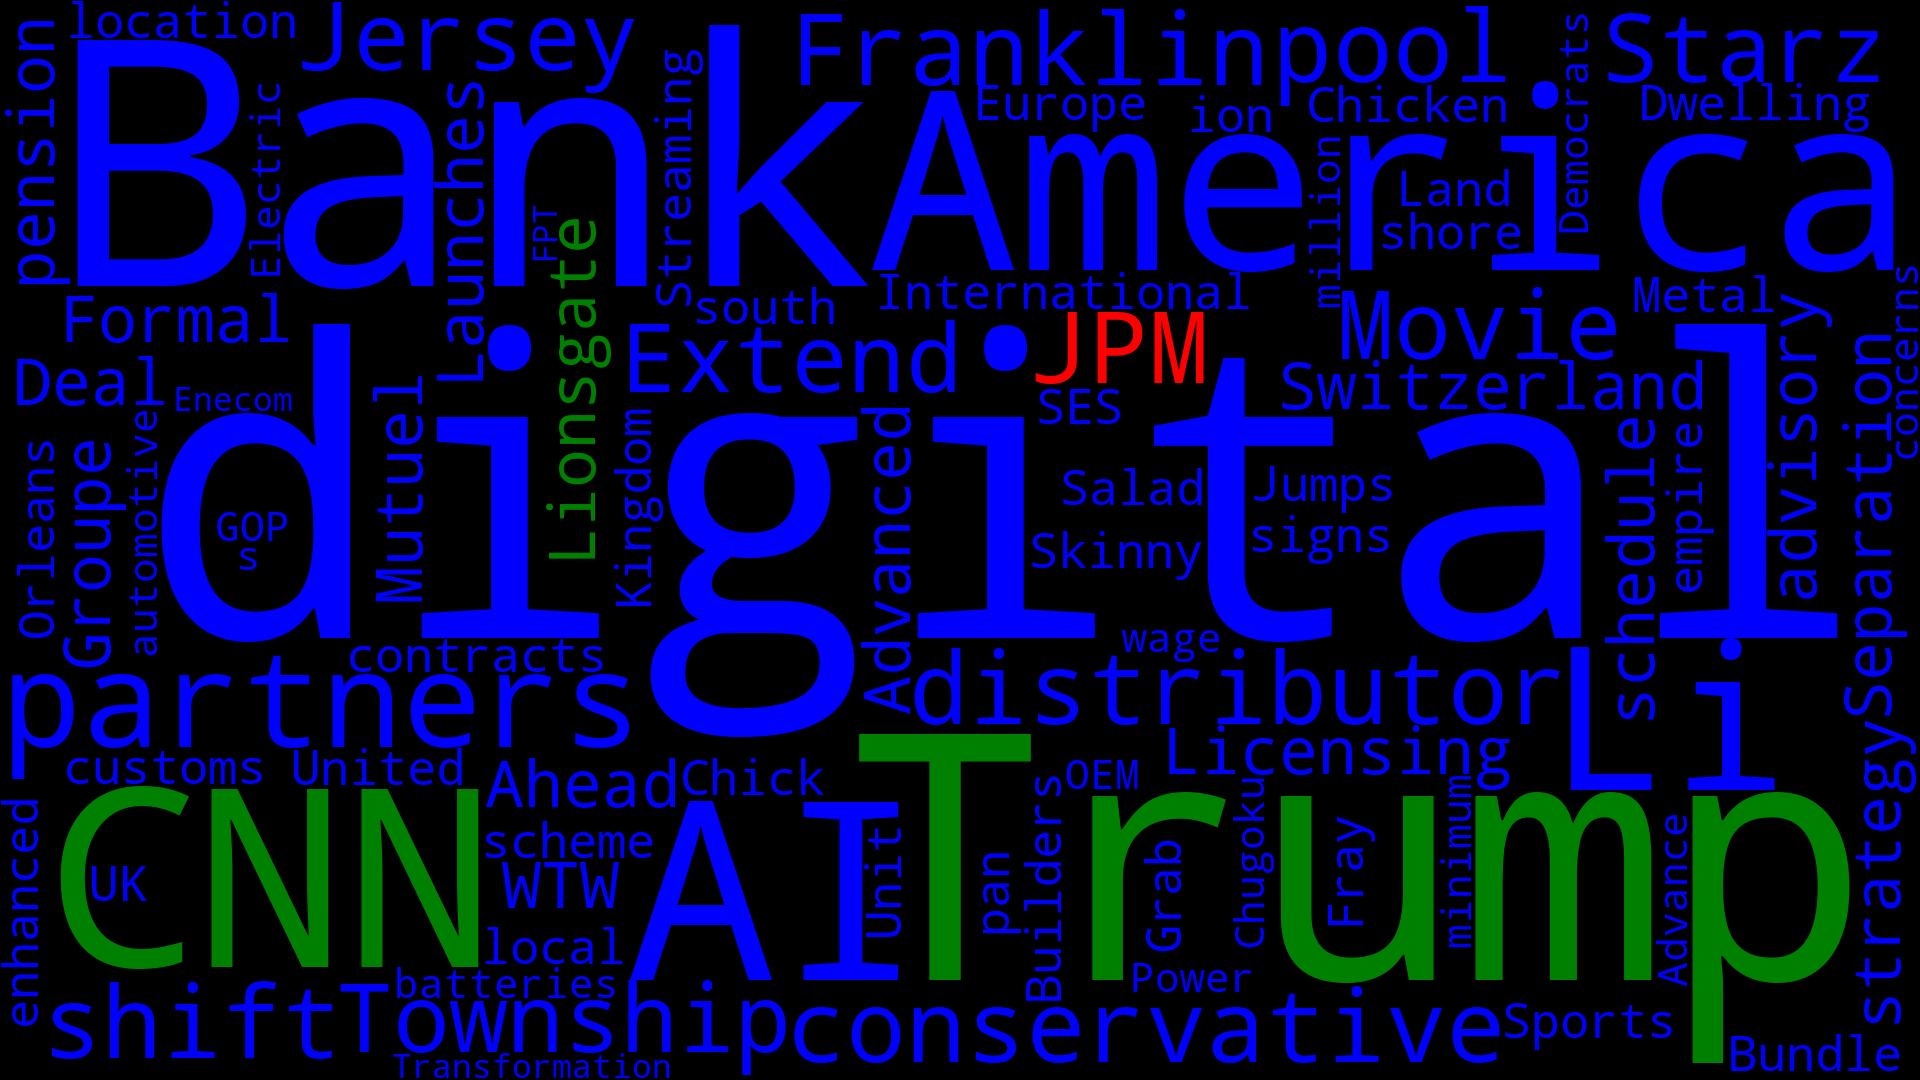 location
Jersey
Franklin
pool
Starz
pension
Bank
America
Electric
Launches
Streaming
Europe
ion
Chicken
Democrats
Dwelling
FPT
Lionsgate
million
Land
shore
Formal
south
International
Movie
Metal
concerns
Deal
Enecom
digital
Extend
JPM
SES
Switzerland
advisory
Separation
Orleans
Groupe
automotive
GOP
s
Mutuel
Kingdom
Advanced
Salad
Skinny
Jumps
signs
schedule
empire
contracts
wage
partners
distributor
Li
customs
United
Ahead
Chick
Licensing
OEM
strategy
enhanced
CNN
UK
scheme
WTW
local
AI
Unit
Trump
pan
Builders
Grab
Chugoku
Fray
minimum
Advance
batteries
Power
shift
Township
conservative
Sports
Transformation
Bundle